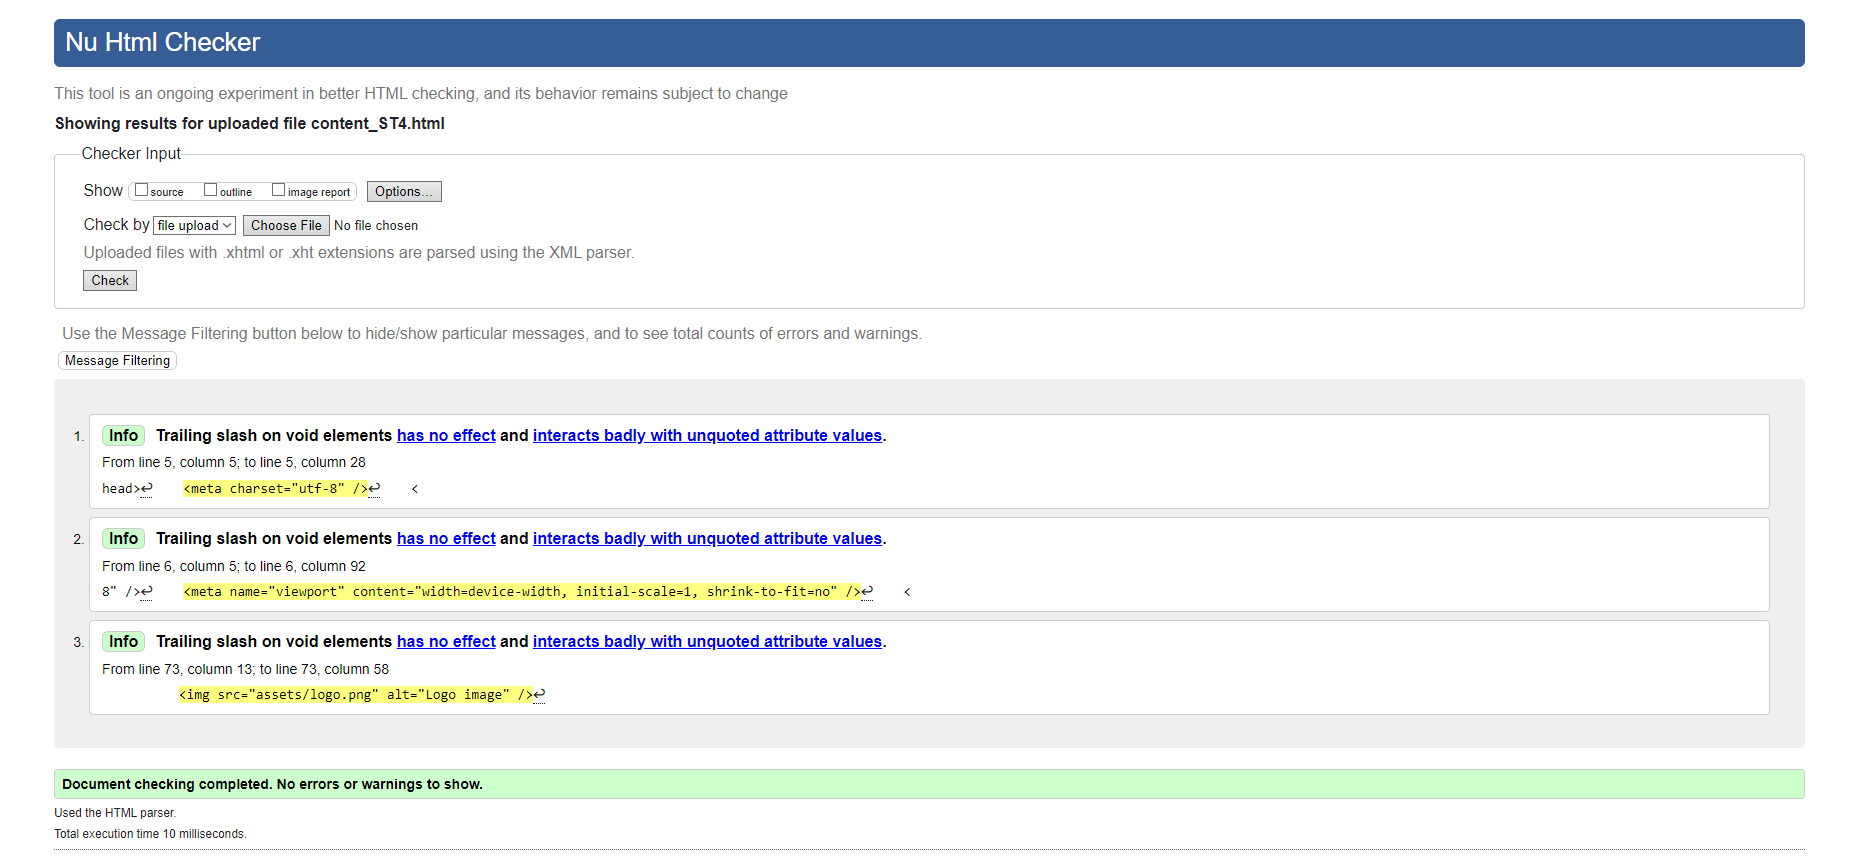 Nu Html Checker
This tool is an ongoing experiment in better HTML checking, and its behavior remains subject to change
Showing results for uploaded file content_ST4.html
Checker Input
Show source outline image report Options...
Check by file upload Choose File No file chosen
Uploaded files with .xhtml or .xht extensions are parsed using the XML parser.
Check
Use the Message Filtering button below to hide/show particular messages, and to see total counts of errors and warnings.
Message Filtering
1. Info Trailing slash on void elements has no effect and interacts badly with unquoted attribute values.
From line 5, column 5; to line 5, column 28
head>↩ <meta charset="utf-8" />↩ <
2. Info Trailing slash on void elements has no effect and interacts badly with unquoted attribute values.
From line 6, column 5; to line 6, column 92
8" />↩ <meta name="viewport" content="width=device-width, initial-scale=1, shrink-to-fit=no" />↩ <
3. Info Trailing slash on void elements has no effect and interacts badly with unquoted attribute values.
From line 73, column 13; to line 73, column 58
<img src="assets/logo.png" alt="Logo image" />↩
Document checking completed. No errors or warnings to show.
Used the HTML parser.
Total execution time 10 milliseconds.